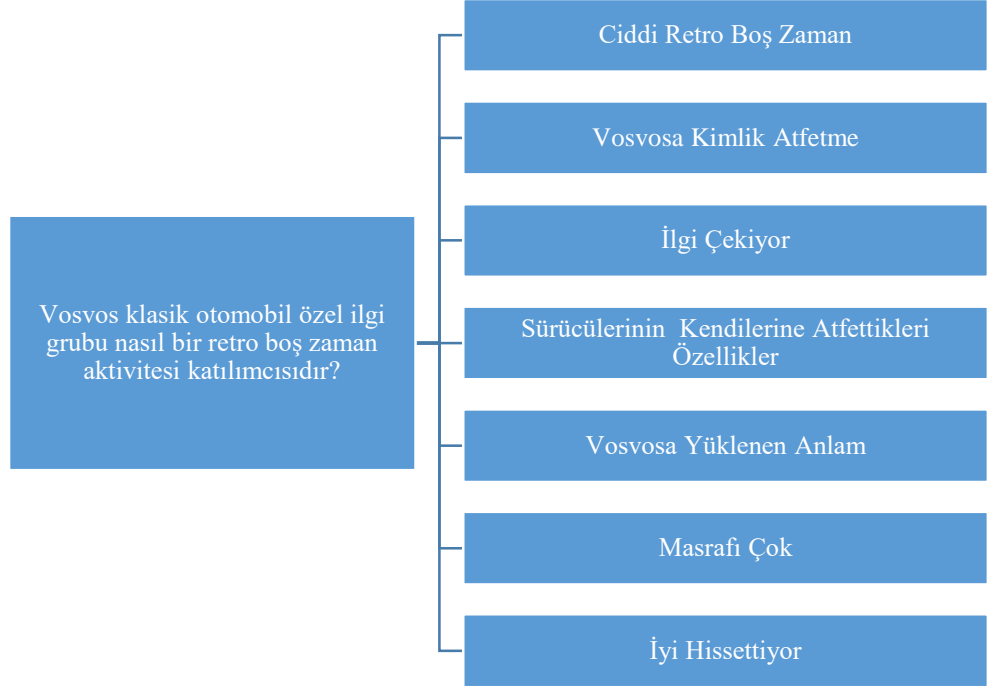 Ciddi Retro Boş Zaman
Vosvosa Kimlik Atfetme
İlgi Çekiyor
Vosvos klasik otomobil özel ilgi
grubu nasıl bir retro boş zaman
aktivitesi katılımcısıdır?
Sürücülerinin Kendilerine Atfettikleri
Özellikler
Vosvosa Yüklenen Anlam
Masrafı Çok
İyi Hissettiyor